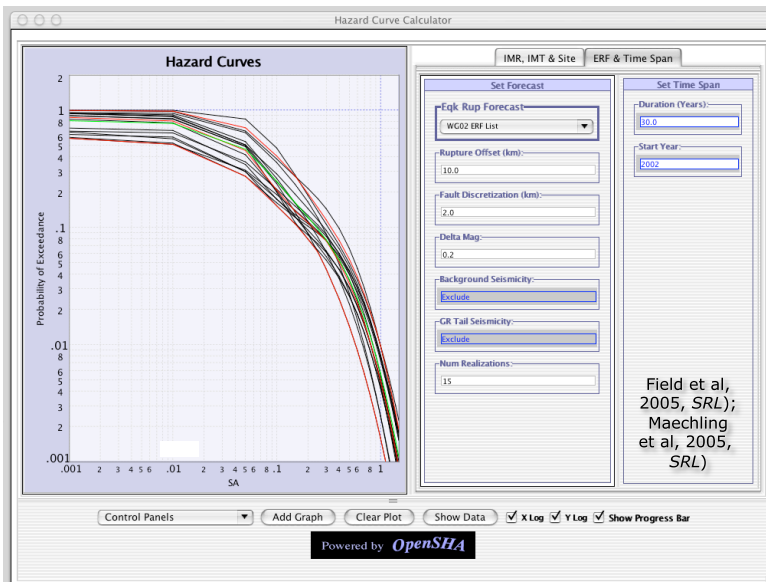 Hazard Curve Calculator
Hazard Curves
2
1
8
6
5
4
3
2
.1
8
6
5
4
3
2
.01
8
6
5
4
3
2
.001
Probability of Exceedance
.001 2 3 4 5 6 .01 2 3 4 5 6 8 .1 2 3 4 5 6 8 1
SA
IMR, IMT & Site
ERF & Time Span
Set Forecast
Eqk Rup Forecast
WG02 ERF List
Rupture Offset (km):
10.0
Fault Discretization (km):
2.0
Delta Mag:
0.2
Background Seismicity:
Exclude
GR Tail Seismicity:
Exclude
Num Realizations:
15
Set Time Span
Duration (Years):
30.0
Start Year:
2002
Field et al,
2005, SRL);
Maechling
et al, 2005,
SRL)
Control Panels
Add Graph
Clear Plot
Show Data
X Log
Y Log
Show Progress Bar
Powered by OpenSHA